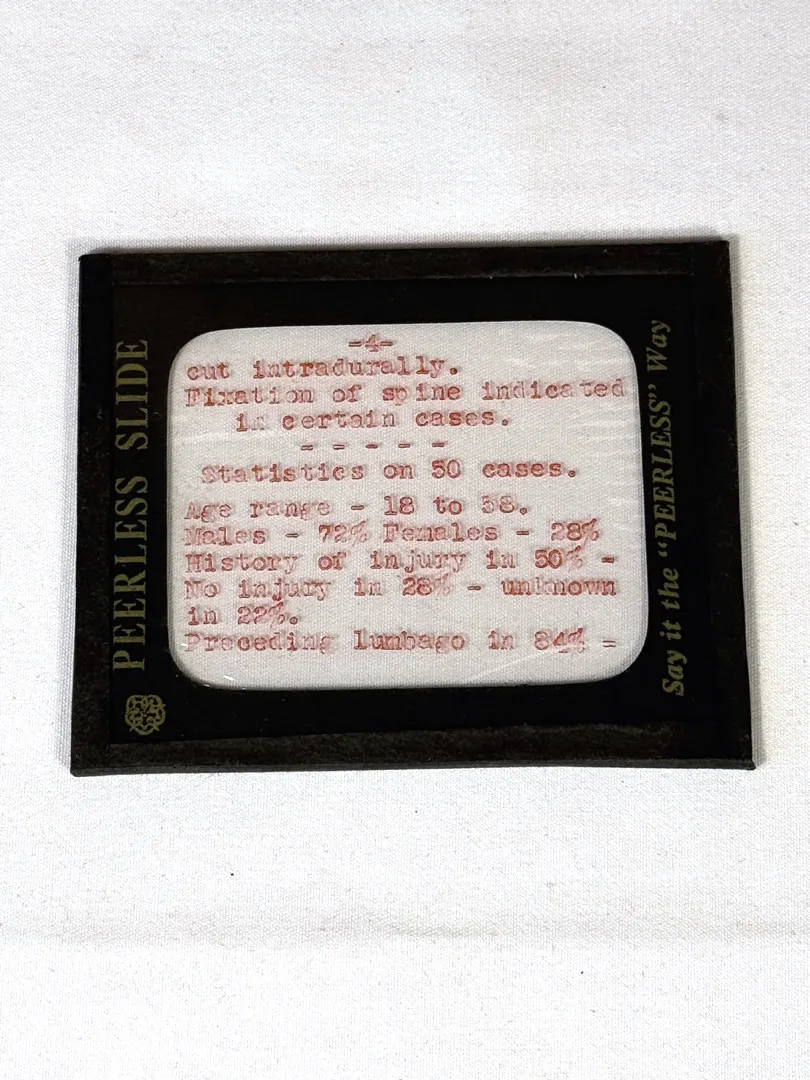 PEERLESS SLIDE
-4-
cut intradurally.
Fixation of spine indicated
in certain cases.
- - - - -
Statistics on 50 cases.
Age range - 18 to 58.
Males - 72% Females - 28%
History of injury in 50% -
No injury in 28% - unknown
in 22%.
Preceding lumbago in 84% =
Say it the "PEERLESS" Way